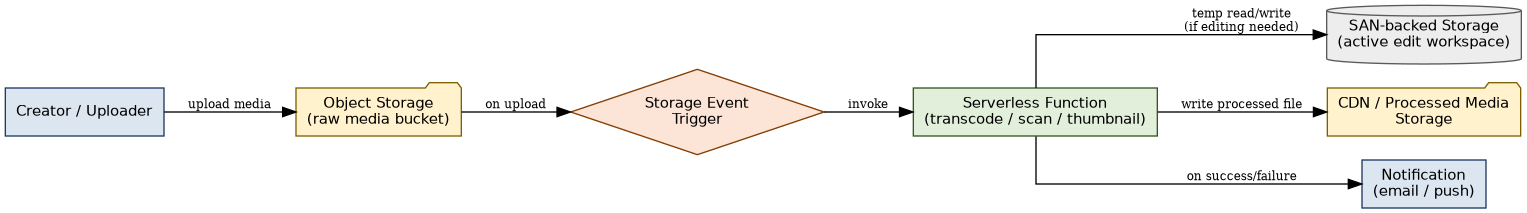 Creator / Uploader
upload media
Object Storage
(raw media bucket)
on upload
Storage Event
Trigger
invoke
Serverless Function
(transcode / scan / thumbnail)
temp read/write
(if editing needed)
SAN-backed Storage
(active edit workspace)
write processed file
CDN / Processed Media
Storage
on success/failure
Notification
(email / push)